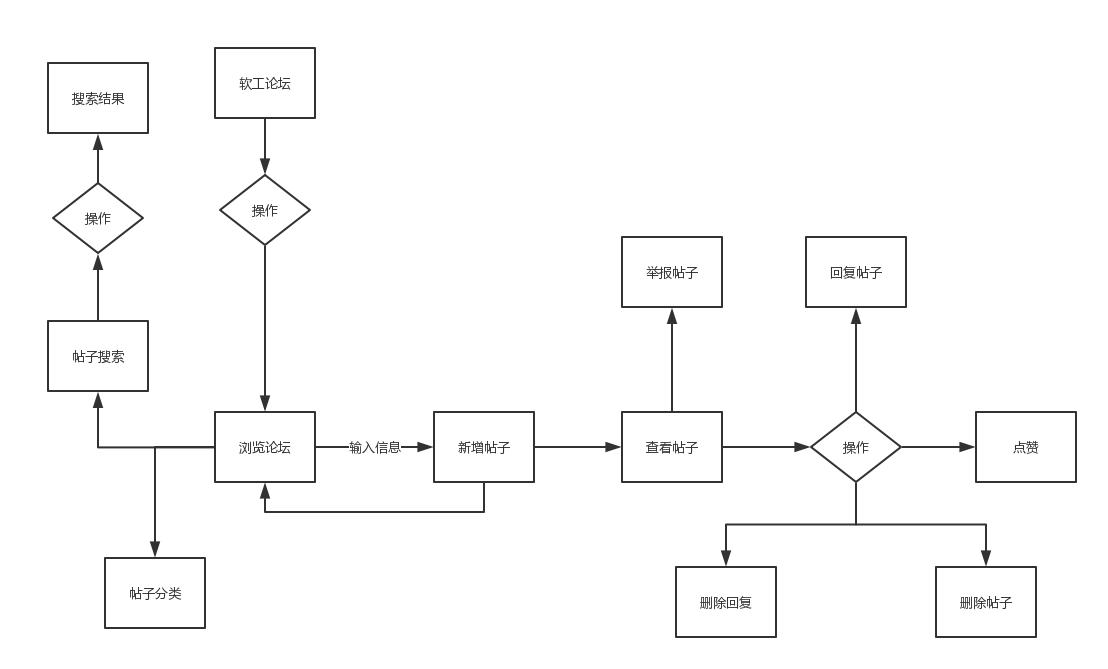 软工论坛
搜索结果
操作
操作
举报帖子
回复帖子
帖子搜索
浏览论坛
输入信息
新增帖子
查看帖子
操作
点赞
帖子分类
删除回复
删除帖子